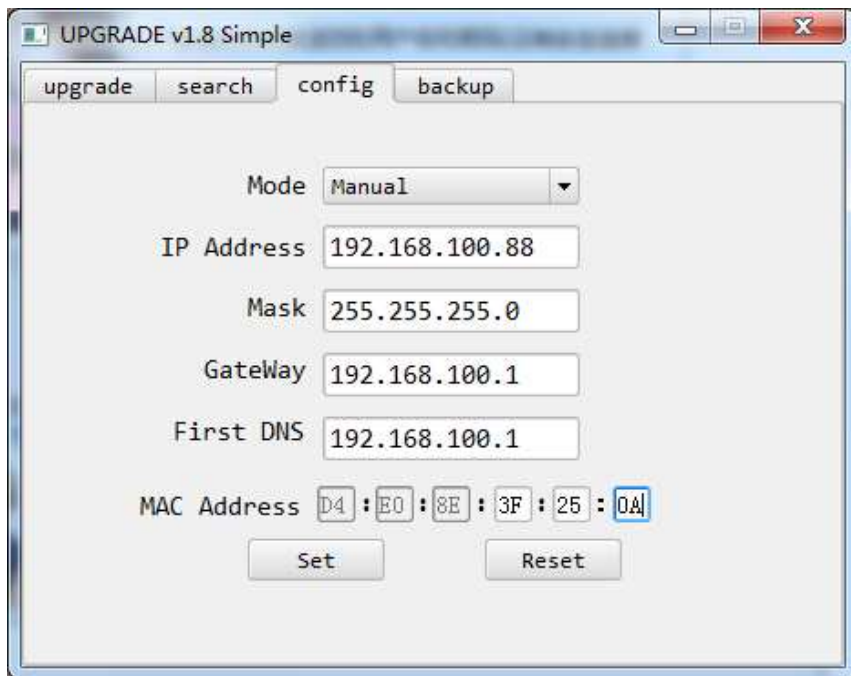 UPGRADE v1.8 Simple
upgrade search config backup
Mode Manual
IP Address 192.168.100.88
Mask 255.255.255.0
GateWay 192.168.100.1
First DNS 192.168.100.1
MAC Address D4 : E0 : 8E : 3F : 25 : 0A
Set Reset